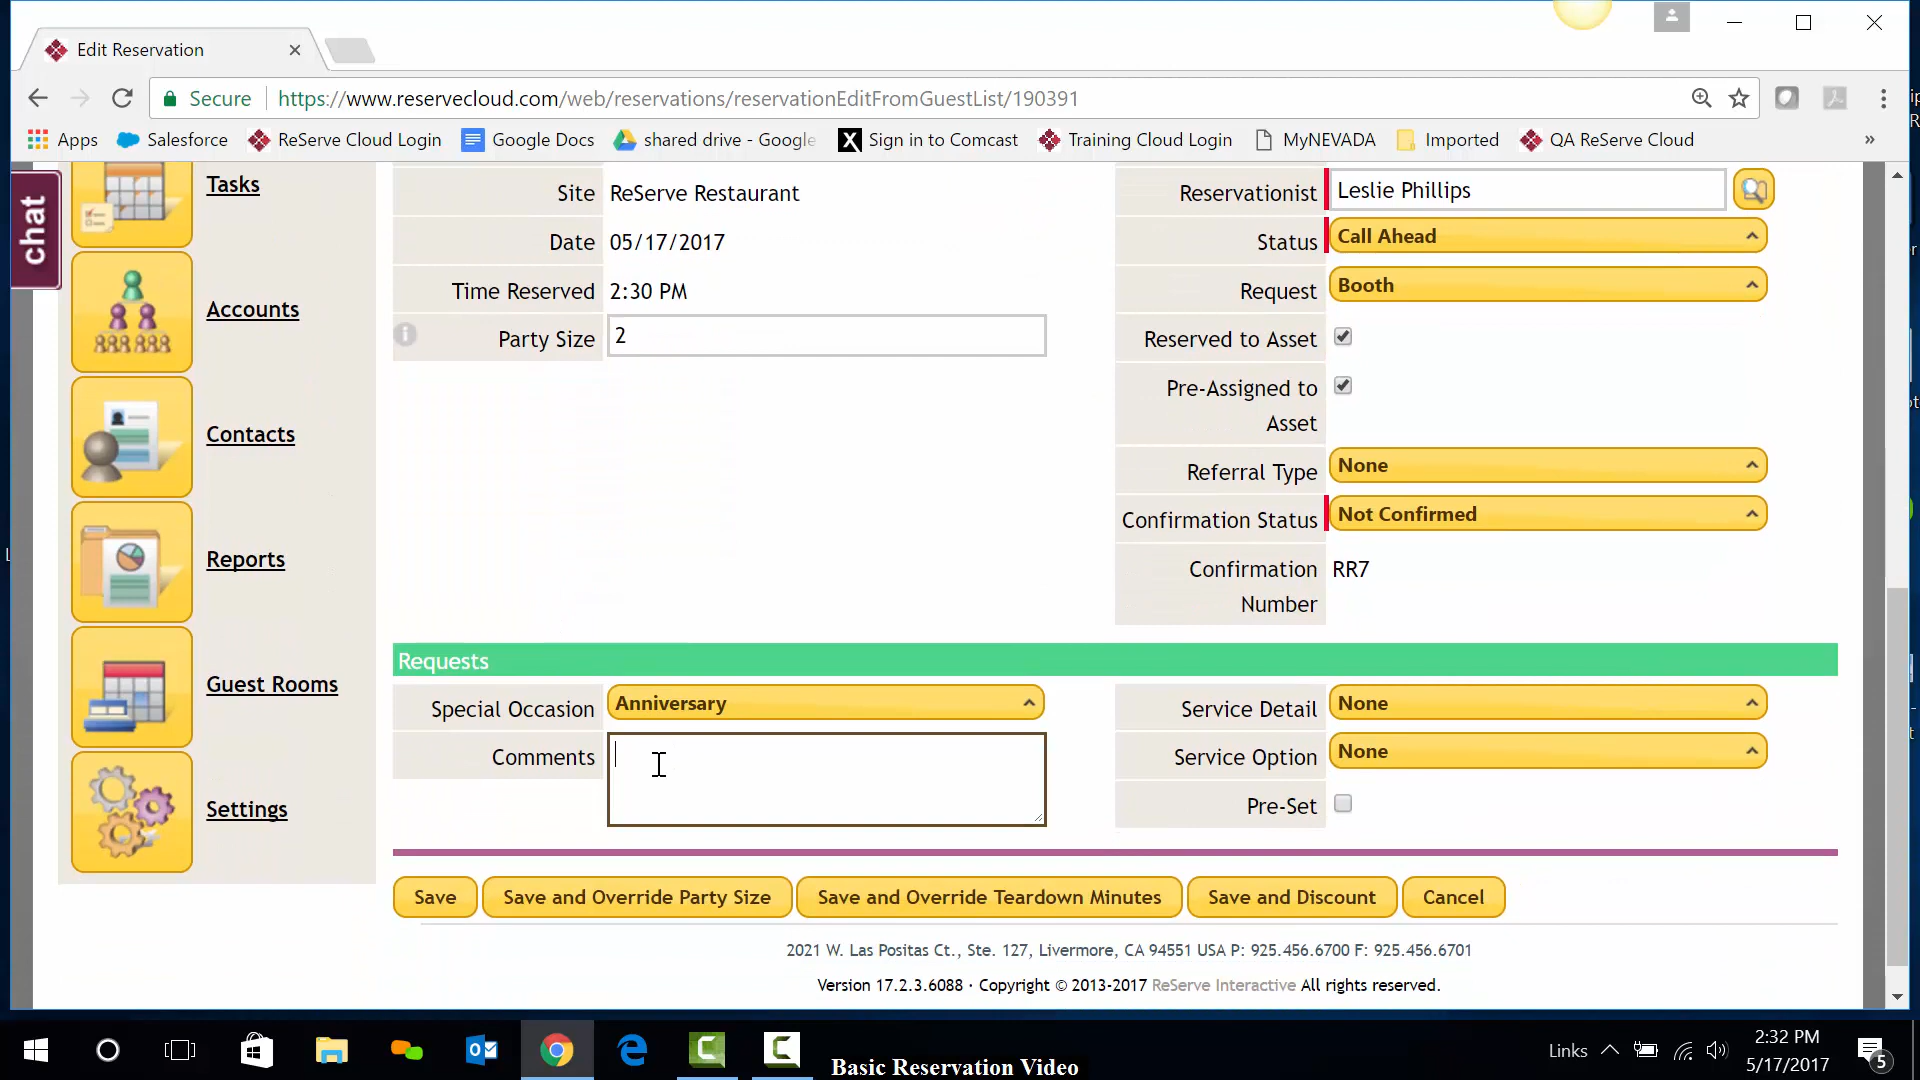 Edit Reservation
Secure
https://www.reservecloud.com/web/reservations/reservationEditFromGuestList/190391
Apps
Salesforce
ReServe Cloud Login
Google Docs
shared drive - Google
X
Sign in to Comcast
Training Cloud Login
MyNEVADA
Imported
QA ReServe Cloud
»
chat
Tasks
Accounts
Contacts
Reports
Guest Rooms
Settings
Site
ReServe Restaurant
Date
05/17/2017
Time Reserved
2:30 PM
Party Size
2
Reservationist
Leslie Phillips
Status
Call Ahead
Request
Booth
Reserved to Asset
Pre-Assigned to
Asset
Referral Type
None
Confirmation Status
Not Confirmed
Confirmation
Number
RR7
Requests
Special Occasion
Anniversary
Comments
Service Detail
None
Service Option
None
Pre-Set
Save
Save and Override Party Size
Save and Override Teardown Minutes
Save and Discount
Cancel
2021 W. Las Positas Ct., Ste. 127, Livermore, CA 94551 USA P: 925.456.6700 F: 925.456.6701
Version 17.2.3.6088 · Copyright © 2013-2017 ReServe Interactive All rights reserved.
Basic Reservation Video
Links
2:32 PM
5/17/2017
5